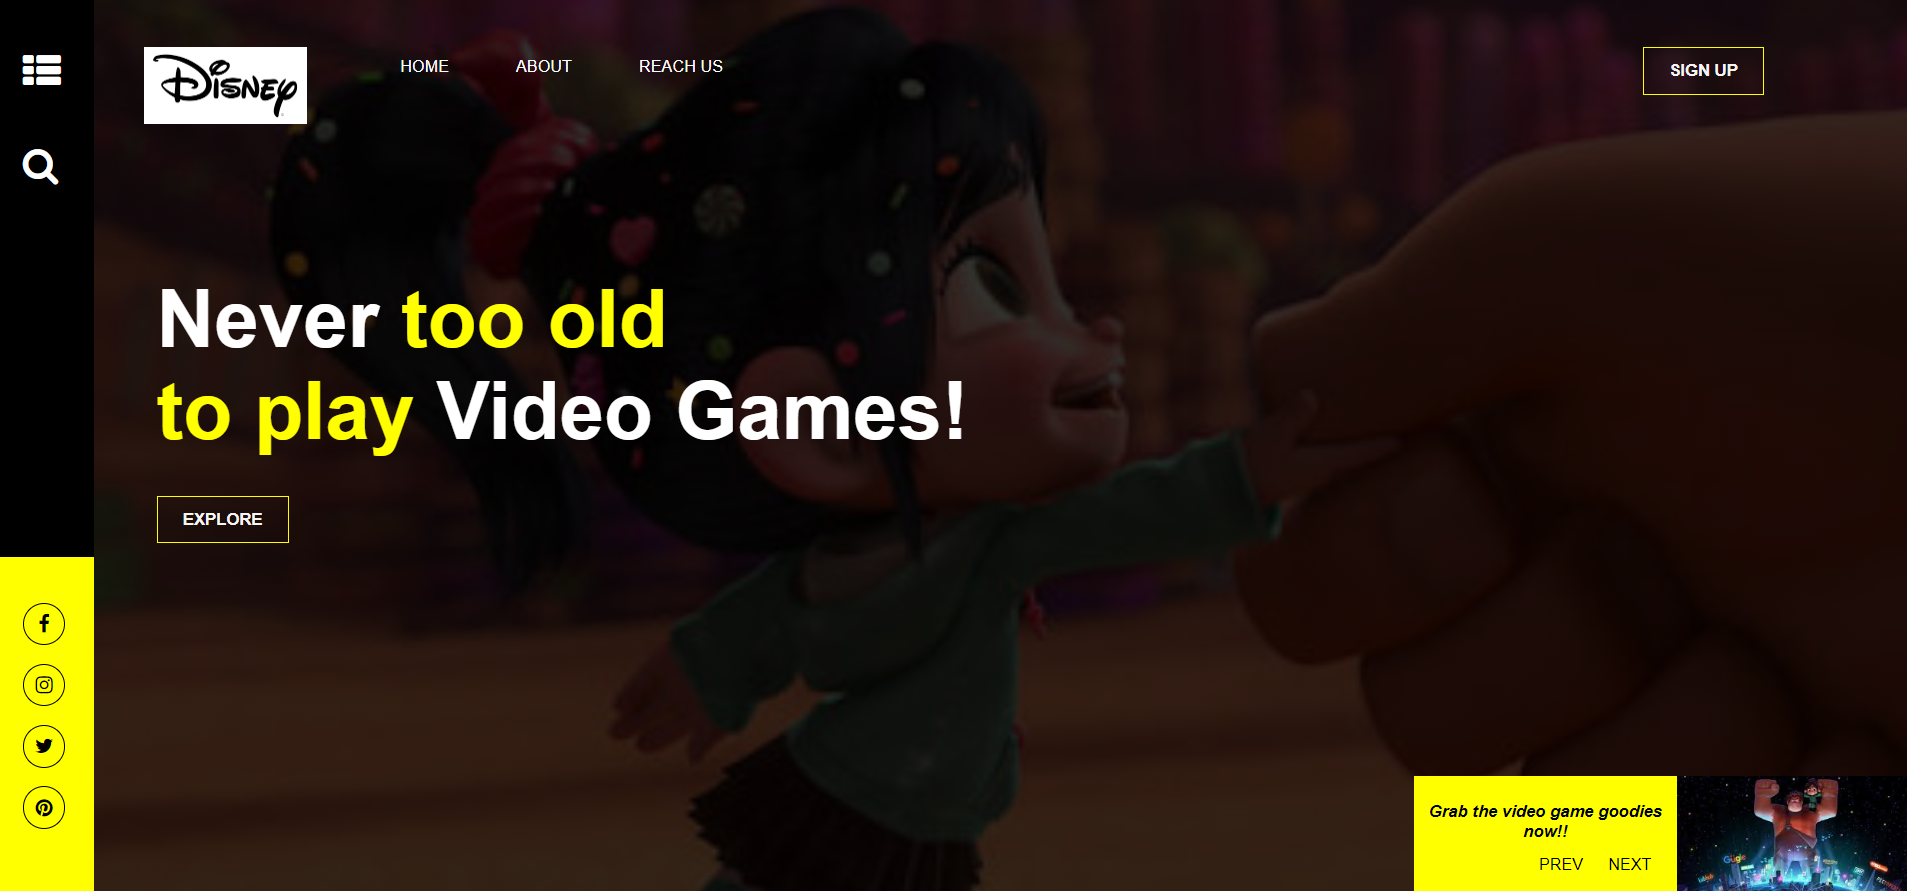 Disney
HOME
ABOUT
REACH US
SIGN UP
Never too old
to play Video Games!
EXPLORE
Grab the video game goodies
now!!
PREV
NEXT
Gügle